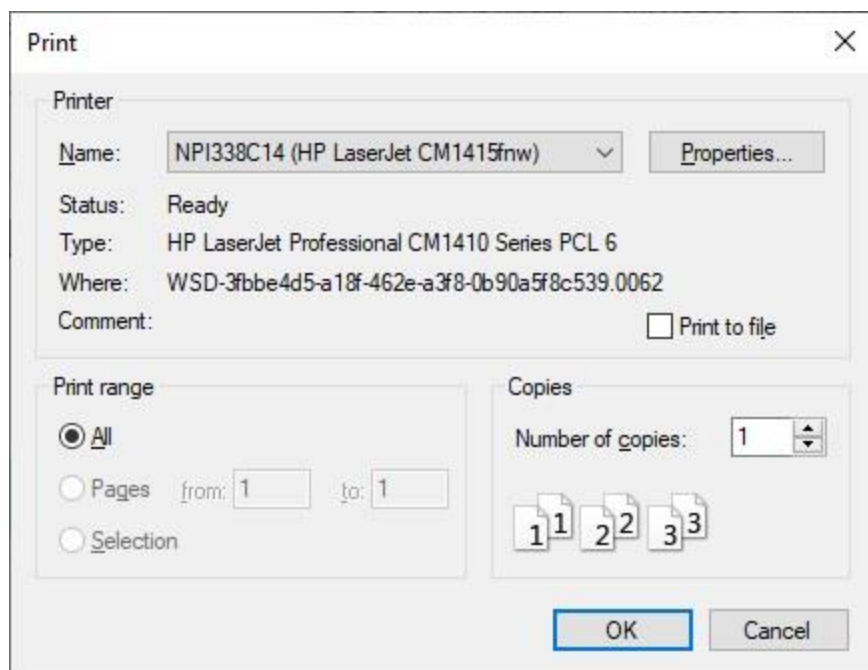 Print
Printer
Name: NPI338C14 (HP LaserJet CM1415fnw) Properties...
Status: Ready
Type: HP LaserJet Professional CM1410 Series PCL 6
Where: WSD-3fbbe4d5-a18f-462e-a3f8-0b90a5f8c539.0062
Comment: Print to file
Print range
All
Pages from: 1 to: 1
Selection
Copies
Number of copies: 1
1 1 2 2 3 3
OK Cancel